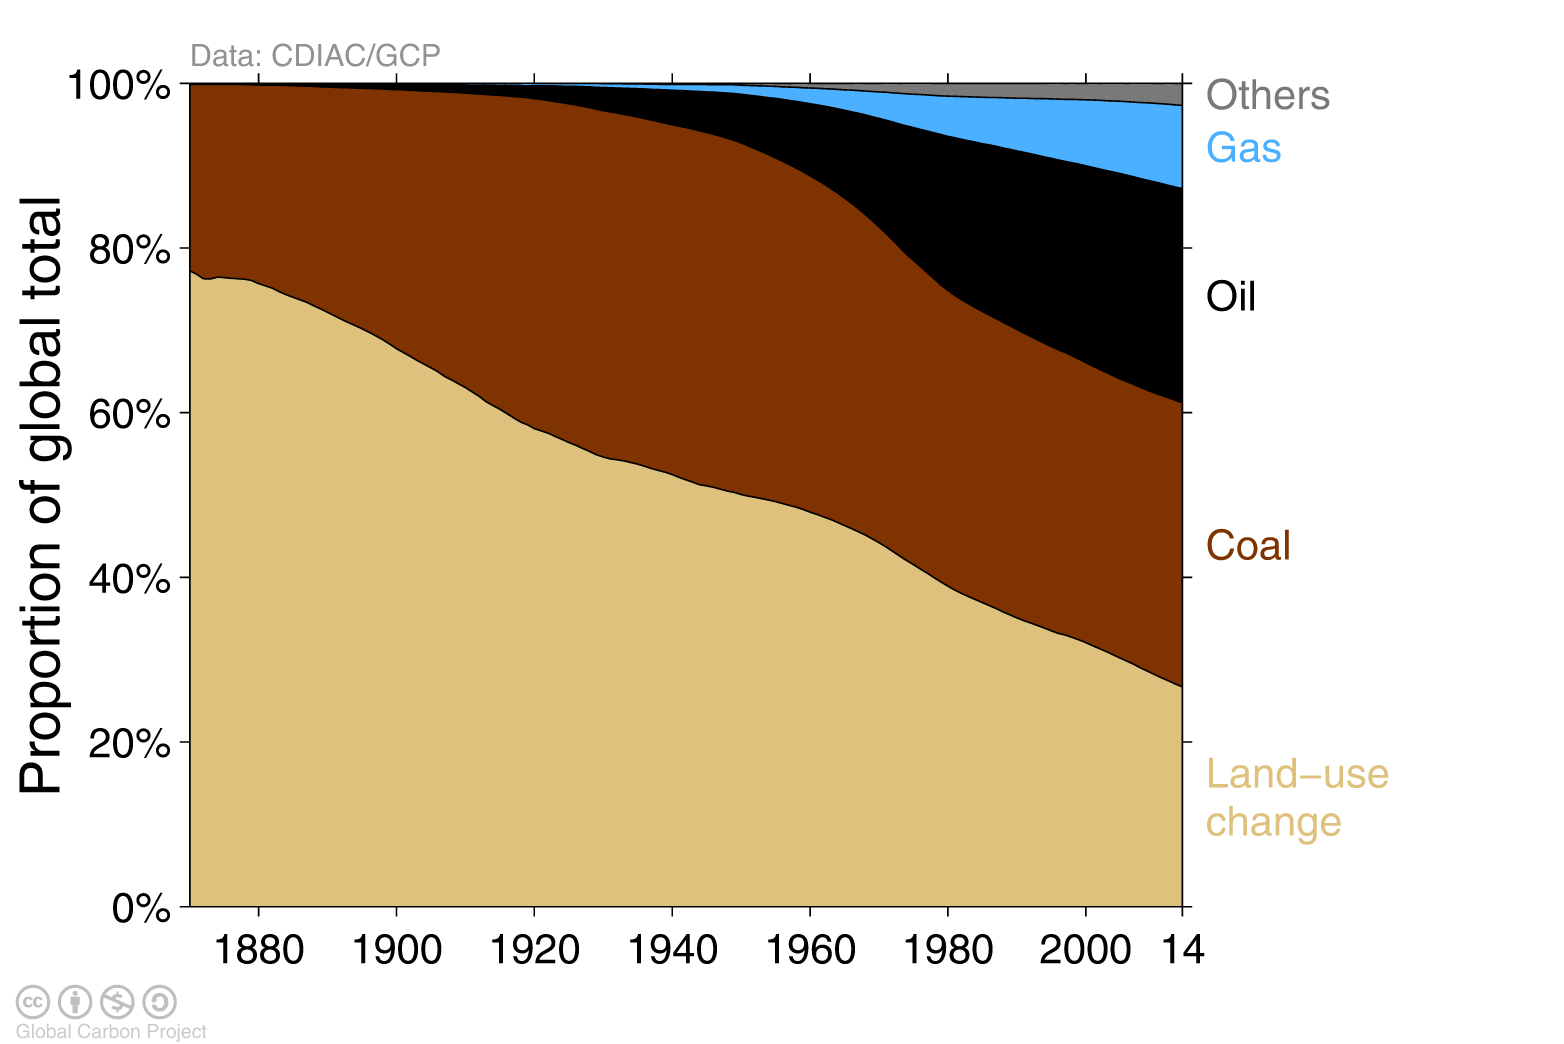 Data: CDIAC/GCP
Proportion of global total
100%
80%
60%
40%
20%
0%
1880 1900 1920 1940 1960 1980 2000 14
Others
Gas
Oil
Coal
Land−use
change
cc
Global Carbon Project